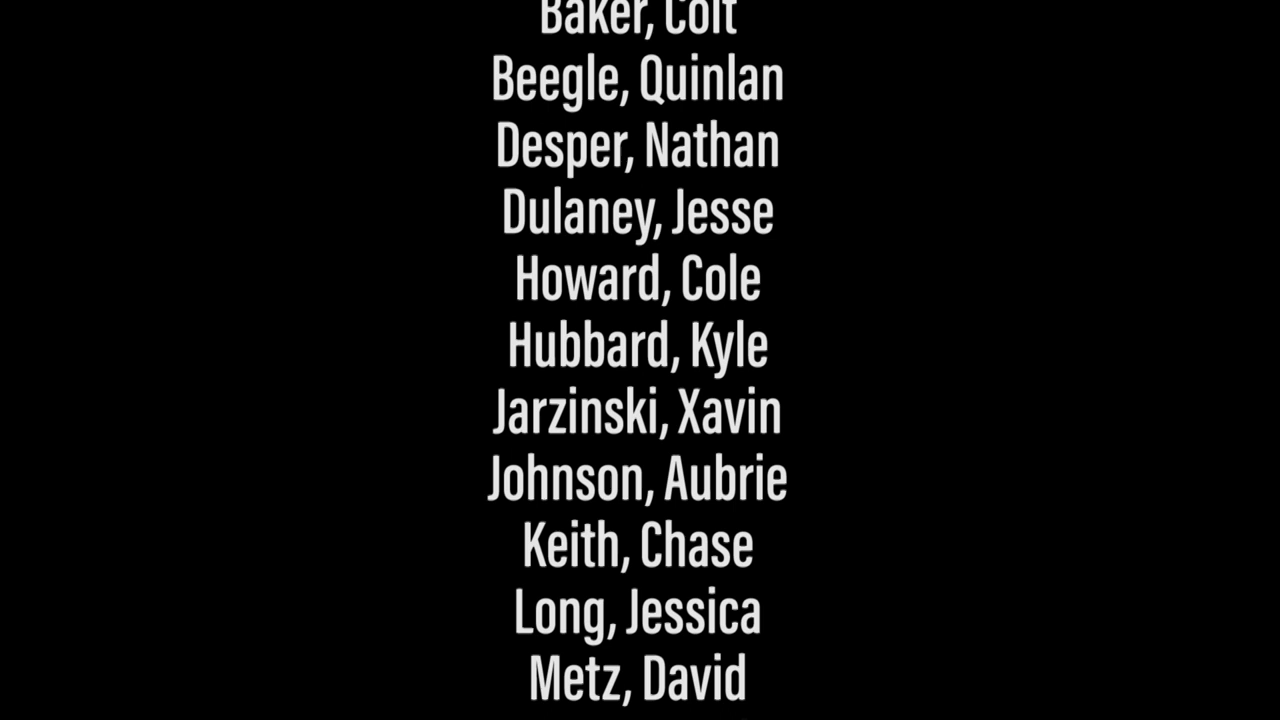 Baker, Colt
Beegle, Quinlan
Desper, Nathan
Dulaney, Jesse
Howard, Cole
Hubbard, Kyle
Jarzinski, Xavin
Johnson, Aubrie
Keith, Chase
Long, Jessica
Metz, David